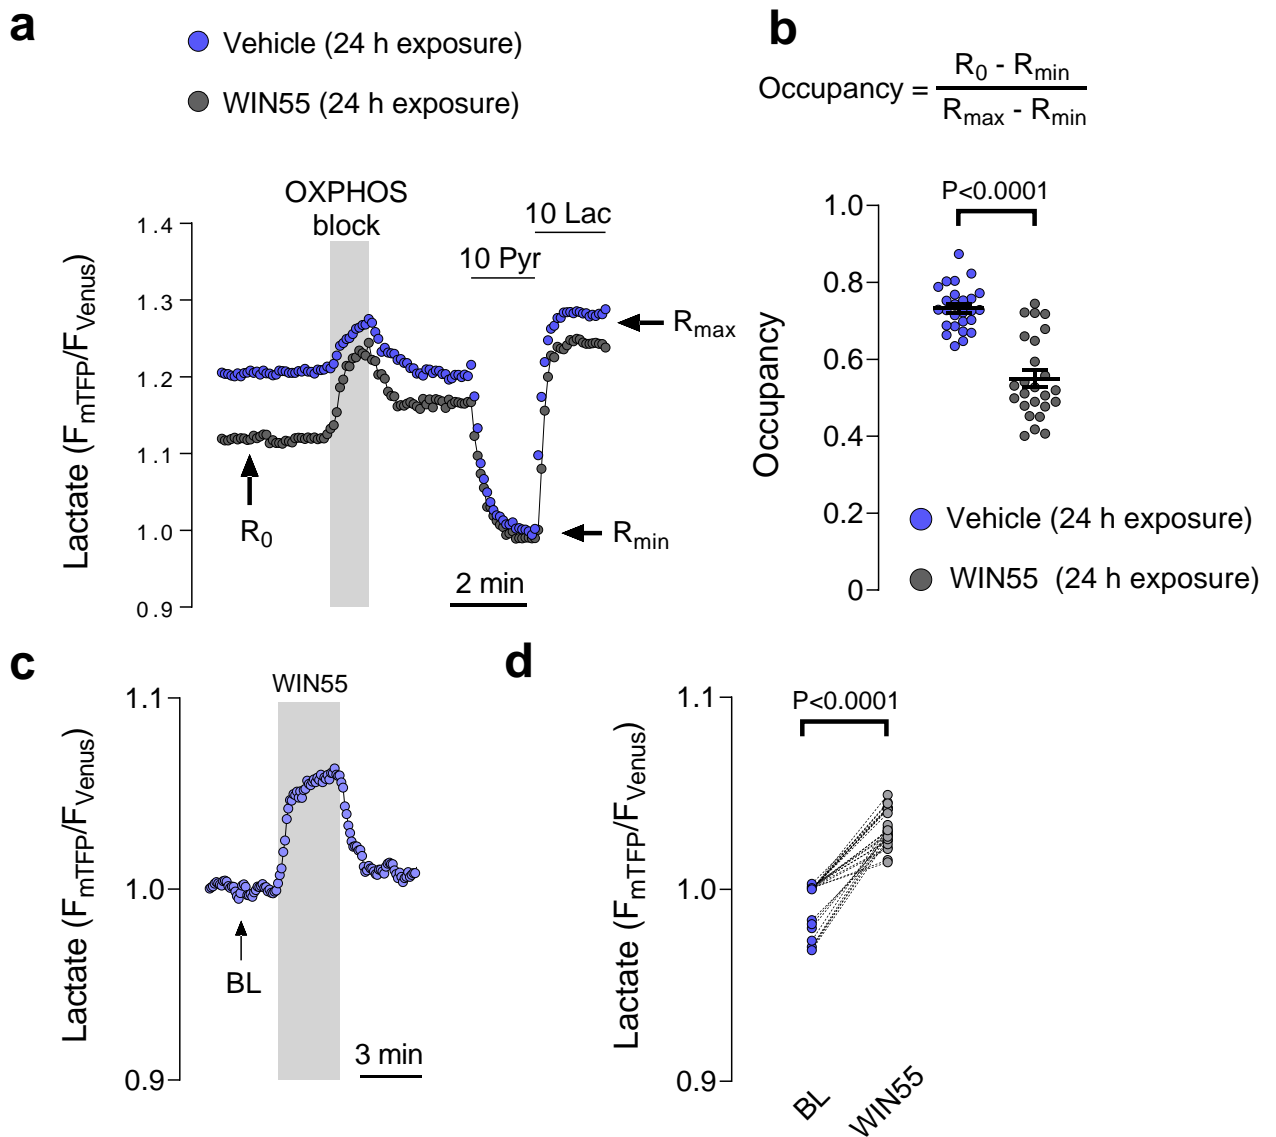 a
Vehicle (24 h exposure)
WIN55 (24 h exposure)
OXPHOS
block
10 Lac
10 Pyr
1.4
1.3
1.2
1.1
1.0
0.9
Lactate (FmTFP/FVenus)
R0
Rmax
Rmin
2 min
b
Occupancy = R0 - Rmin
Rmax - Rmin
P<0.0001
1.0
0.8
0.6
0.4
0.2
0
Occupancy
Vehicle (24 h exposure)
WIN55 (24 h exposure)
c
WIN55
1.1
1.0
0.9
Lactate (FmTFP/FVenus)
BL
3 min
d
P<0.0001
1.1
1.0
0.9
Lactate (FmTFP/FVenus)
BL
WIN55